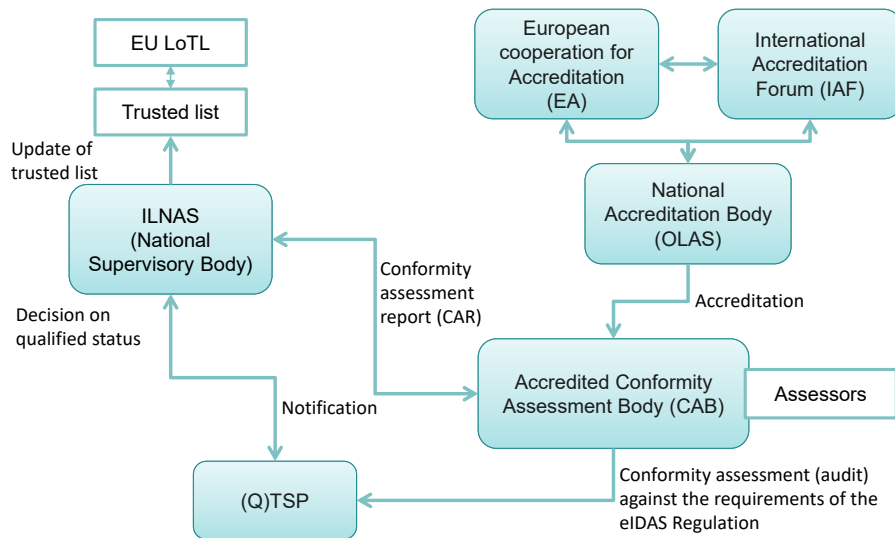 EU LoTL
Trusted list
Update of
trusted list
ILNAS
(National
Supervisory Body)
Decision on
qualified status
Notification
(Q)TSP
Conformity
assessment
report (CAR)
European
cooperation for
Accreditation
(EA)
International
Accreditation
Forum (IAF)
National
Accreditation Body
(OLAS)
Accreditation
Accredited Conformity
Assessment Body (CAB)
Assessors
Conformity assessment (audit)
against the requirements of the
eIDAS Regulation